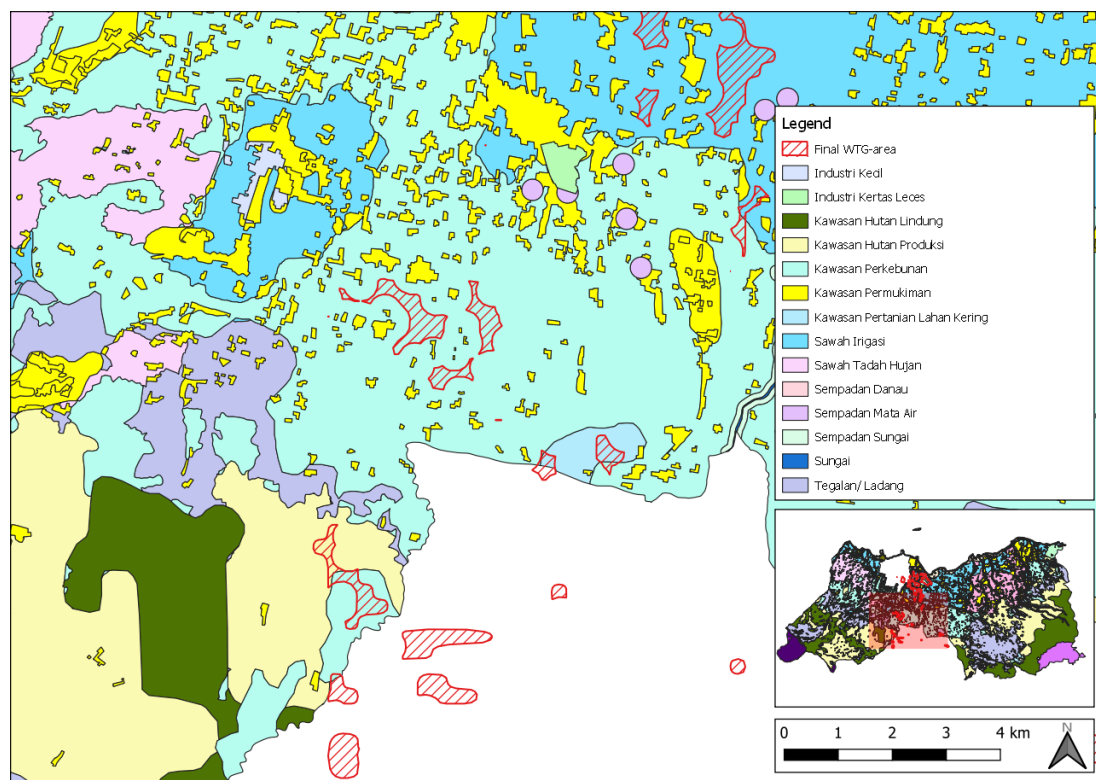 Legend
Final WTG-area
Industri Kecil
Industri Kertas Leces
Kawasan Hutan Lindung
Kawasan Hutan Produksi
Kawasan Perkebunan
Kawasan Permukiman
Kawasan Pertanian Lahan Kering
Sawah Irigasi
Sawah Tadah Hujan
Sempadan Danau
Sempadan Mata Air
Sempadan Sungai
Sungai
Tegalan/ Ladang
0 1 2 3 4 km
N